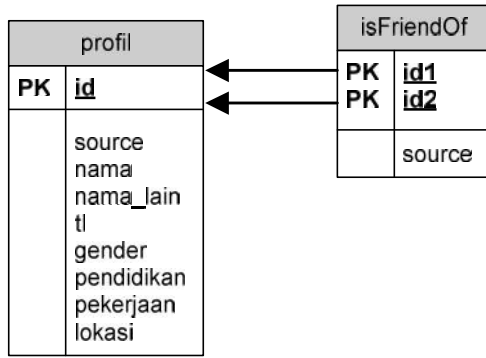 profil
PK id
source
nama
nama_lain
tl
gender
pendidikan
pekerjaan
lokasi
isFriendOf
PK id1
PK id2
source